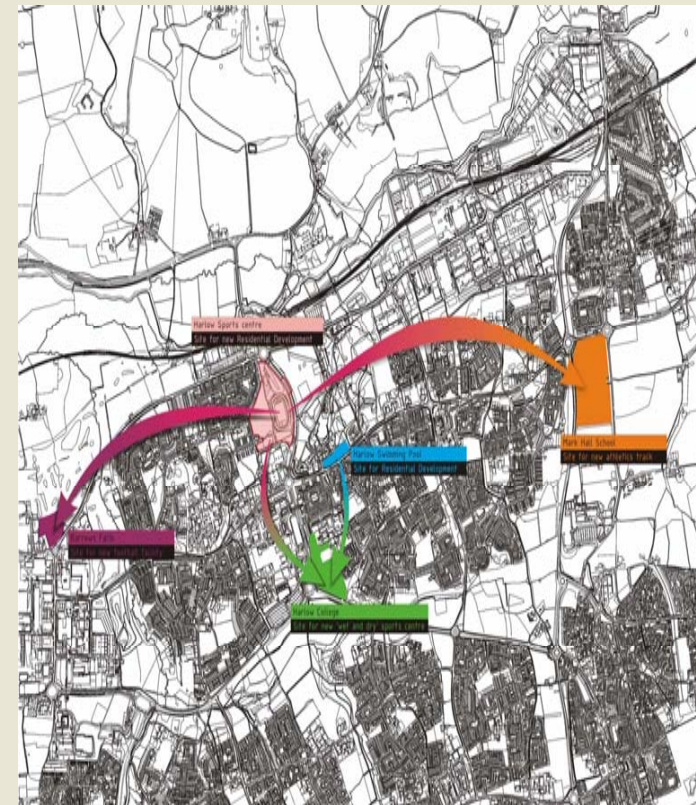 Harlow Sports centre
Site for new Residential Development
Harlow Swimming Pool
Site for Residential Development
Mark Hall School
Site for new athletics track
Barrows Farm
Site for new football facility
Harlow College
Site for new 'wet and dry' sports centre